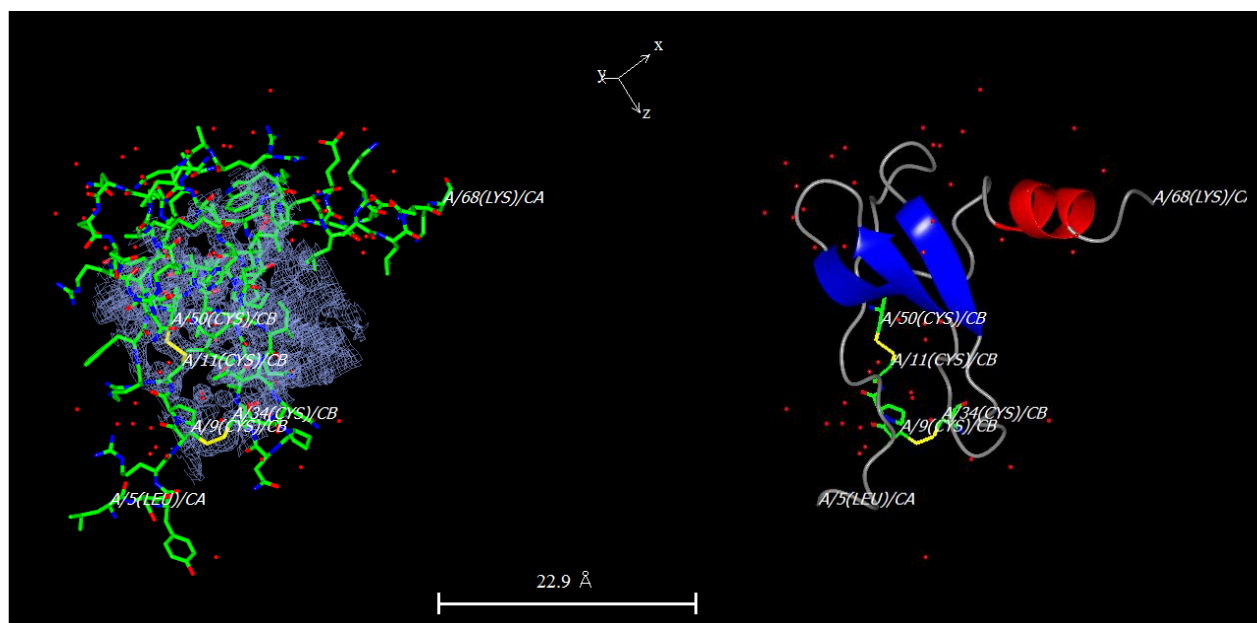 x
y
z
A/68(LYS)/CA
A/50(CYS)/CB
A/11(CYS)/CB
A/34(CYS)/CB
A/9(CYS)/CB
A/5(LEU)/CA
A/68(LYS)/CA
A/50(CYS)/CB
A/11(CYS)/CB
A/34(CYS)/CB
A/9(CYS)/CB
A/5(LEU)/CA
22.9 Å